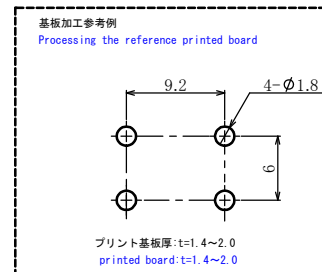 基板加工参考例
Processing the reference printed board
9.2
4-Φ1.8
6
プリント基板厚:t=1.4～2.0
printed board:t=1.4～2.0